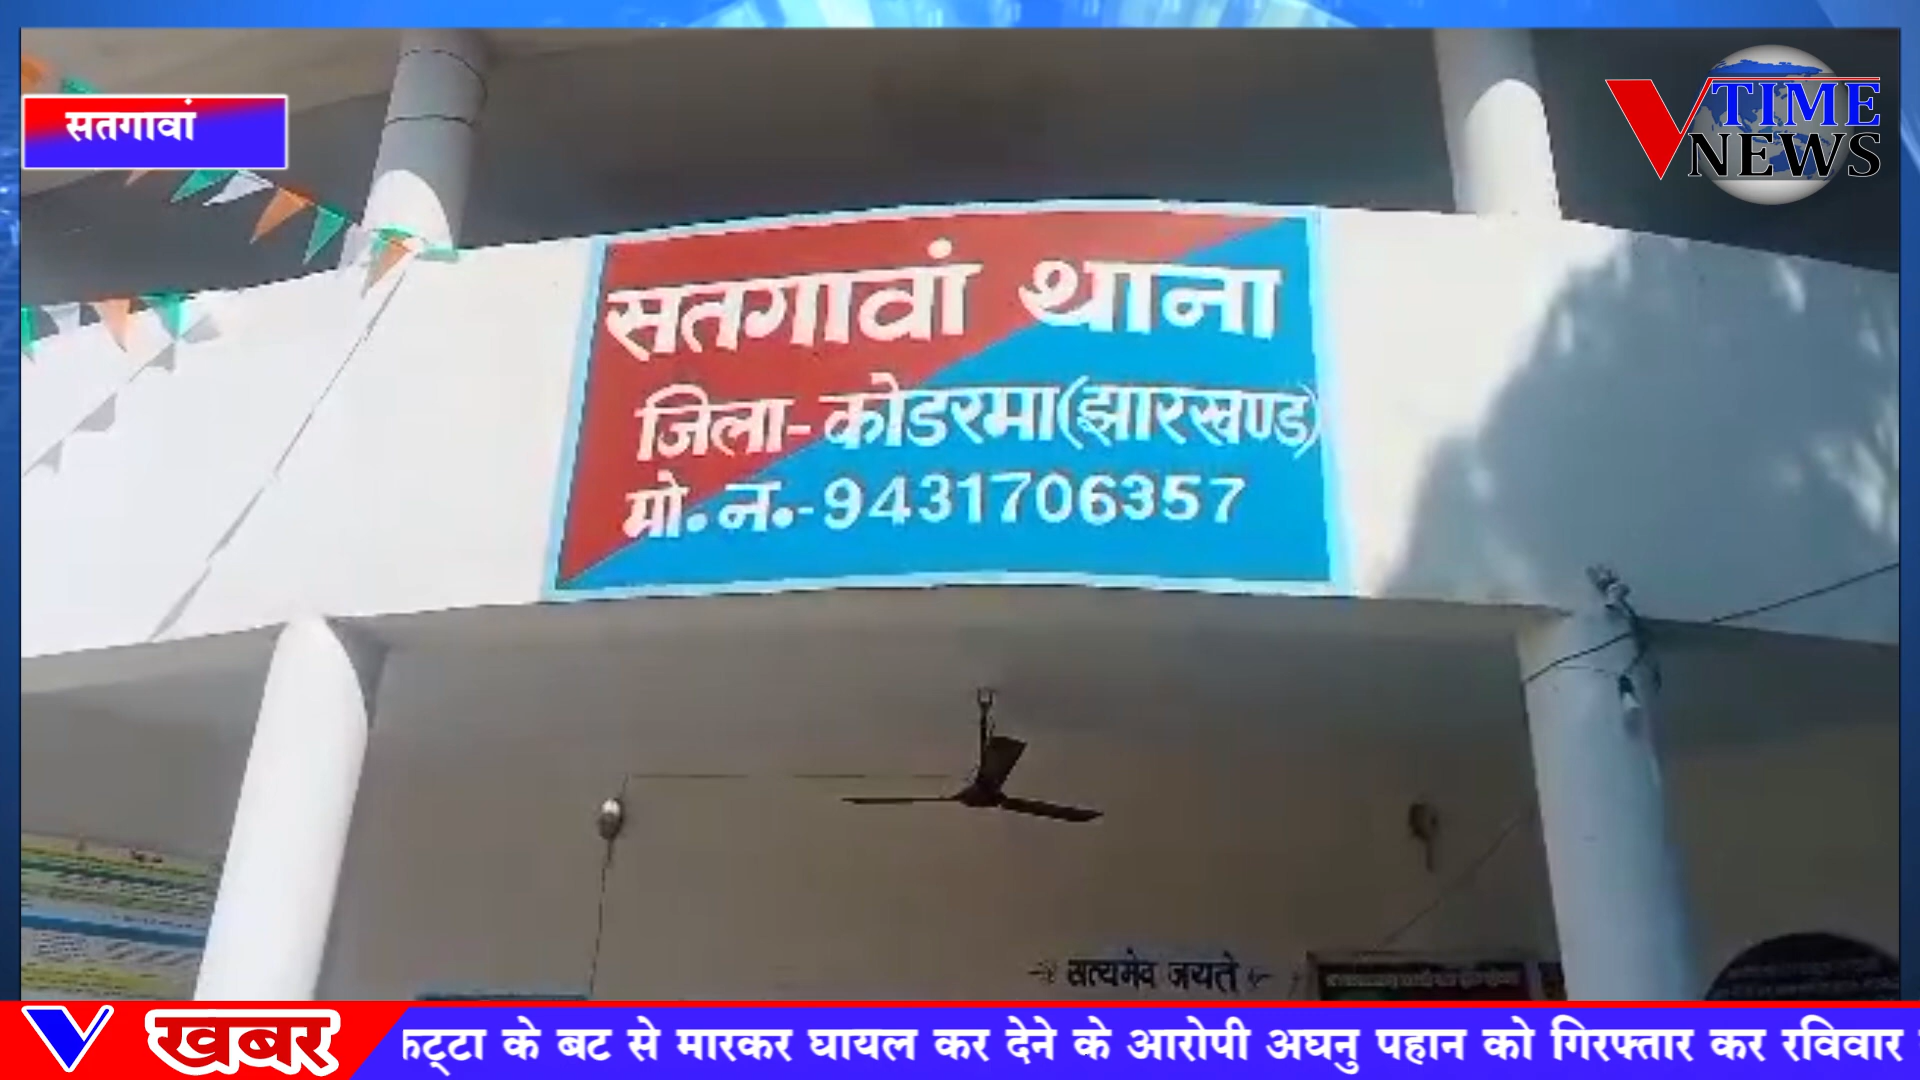 सतगावां
V TIME
NEWS
सतगावां थाना
जिला-कोडरमा(झारखण्ड)
मो. न.-9431706357
सत्यमेव जयते
V खबर
कट्टा के बट से मारकर घायल कर देने के आरोपी अघनु पहान को गिरफ्तार कर रविवार